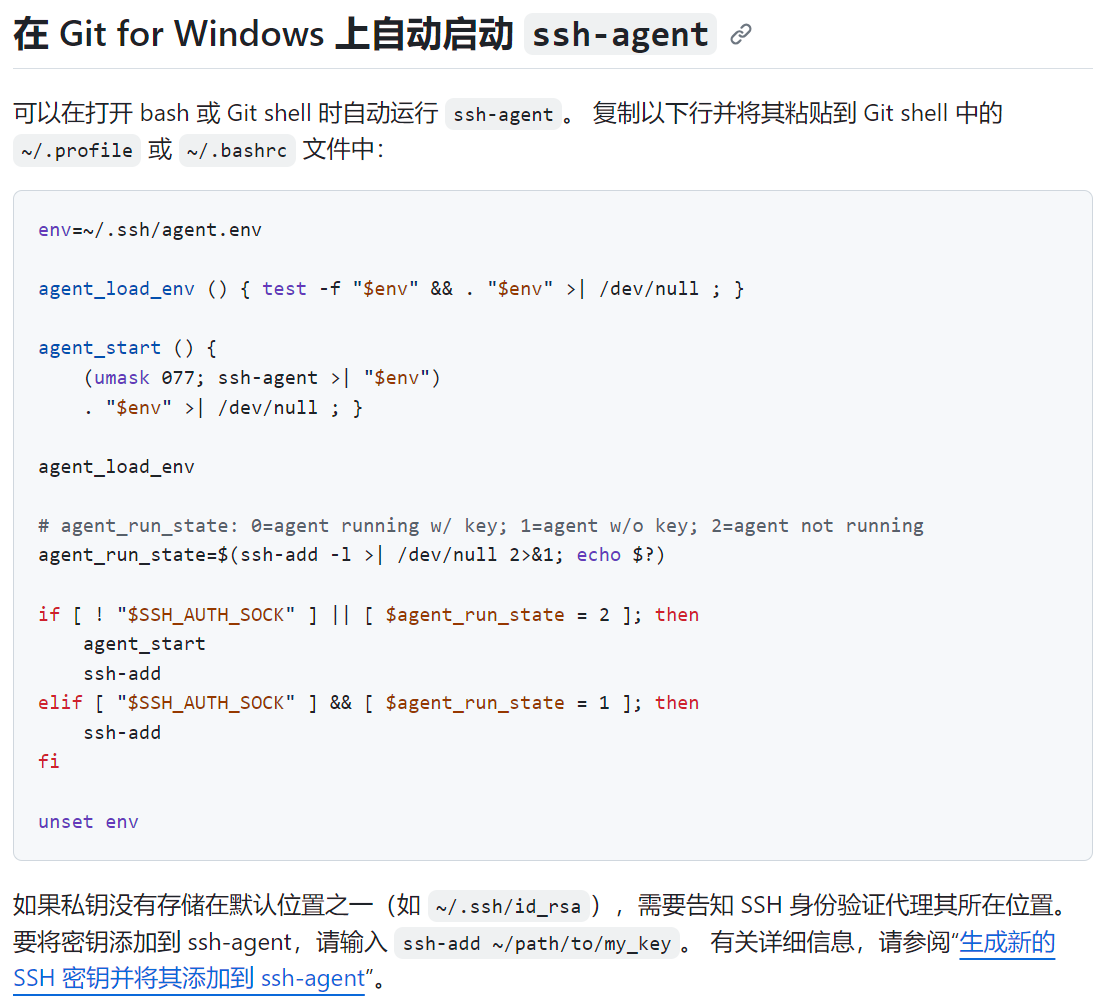 在 Git for Windows 上自动启动 ssh-agent
可以在打开 bash 或 Git shell 时自动运行 ssh-agent。 复制以下行并将其粘贴到 Git shell 中的
~/.profile 或 ~/.bashrc 文件中：
env=~/.ssh/agent.env
agent_load_env () { test -f "$env" && . "$env" >| /dev/null ; }
agent_start () {
    (umask 077; ssh-agent >| "$env")
    . "$env" >| /dev/null ; }
agent_load_env
# agent_run_state: 0=agent running w/ key; 1=agent w/o key; 2=agent not running
agent_run_state=$(ssh-add -l >| /dev/null 2>&1; echo $?)
if [ ! "$SSH_AUTH_SOCK" ] || [ $agent_run_state = 2 ]; then
    agent_start
    ssh-add
elif [ "$SSH_AUTH_SOCK" ] && [ $agent_run_state = 1 ]; then
    ssh-add
fi
unset env
如果私钥没有存储在默认位置之一（如 ~/.ssh/id_rsa），需要告知 SSH 身份验证代理其所在位置。
要将密钥添加到 ssh-agent，请输入 ssh-add ~/path/to/my_key。 有关详细信息，请参阅“生成新的
SSH 密钥并将其添加到 ssh-agent”。